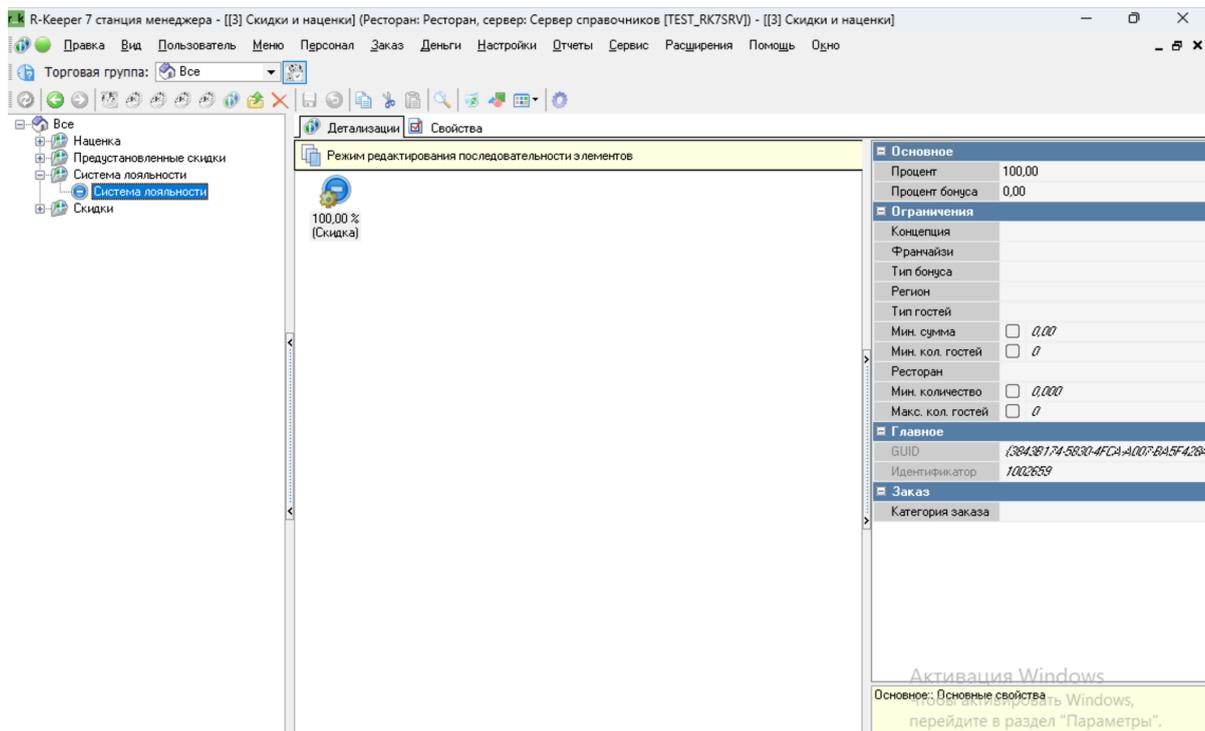 R-Keeper 7 станция менеджера - [[3] Скидки и наценки] (Ресторан: Ресторан, сервер: Сервер справочников [TEST_RK7SRV]) - [[3] Скидки и наценки]
Правка Вид Пользователь Меню Персонал Заказ Деньги Настройки Отчеты Сервис Расширения Помощь Окно
Торговая группа: Все
Все
Наценка
Предустановленные скидки
Система лояльности
Система лояльности
Скидки
Детализации Свойства
Режим редактирования последовательности элементов
100,00 %
(Скидка)
Основное
Процент 100,00
Процент бонуса 0,00
Ограничения
Концепция
Франчайзи
Тип бонуса
Регион
Тип гостей
Мин. сумма 0,00
Мин. кол. гостей 0
Ресторан
Мин. количество 0,000
Макс. кол. гостей 0
Главное
GUID
Идентификатор 1002659
Заказ
Категория заказа
Активация Windows
Основное:: Основные свойства
Чтобы активировать Windows,
перейдите в раздел "Параметры".